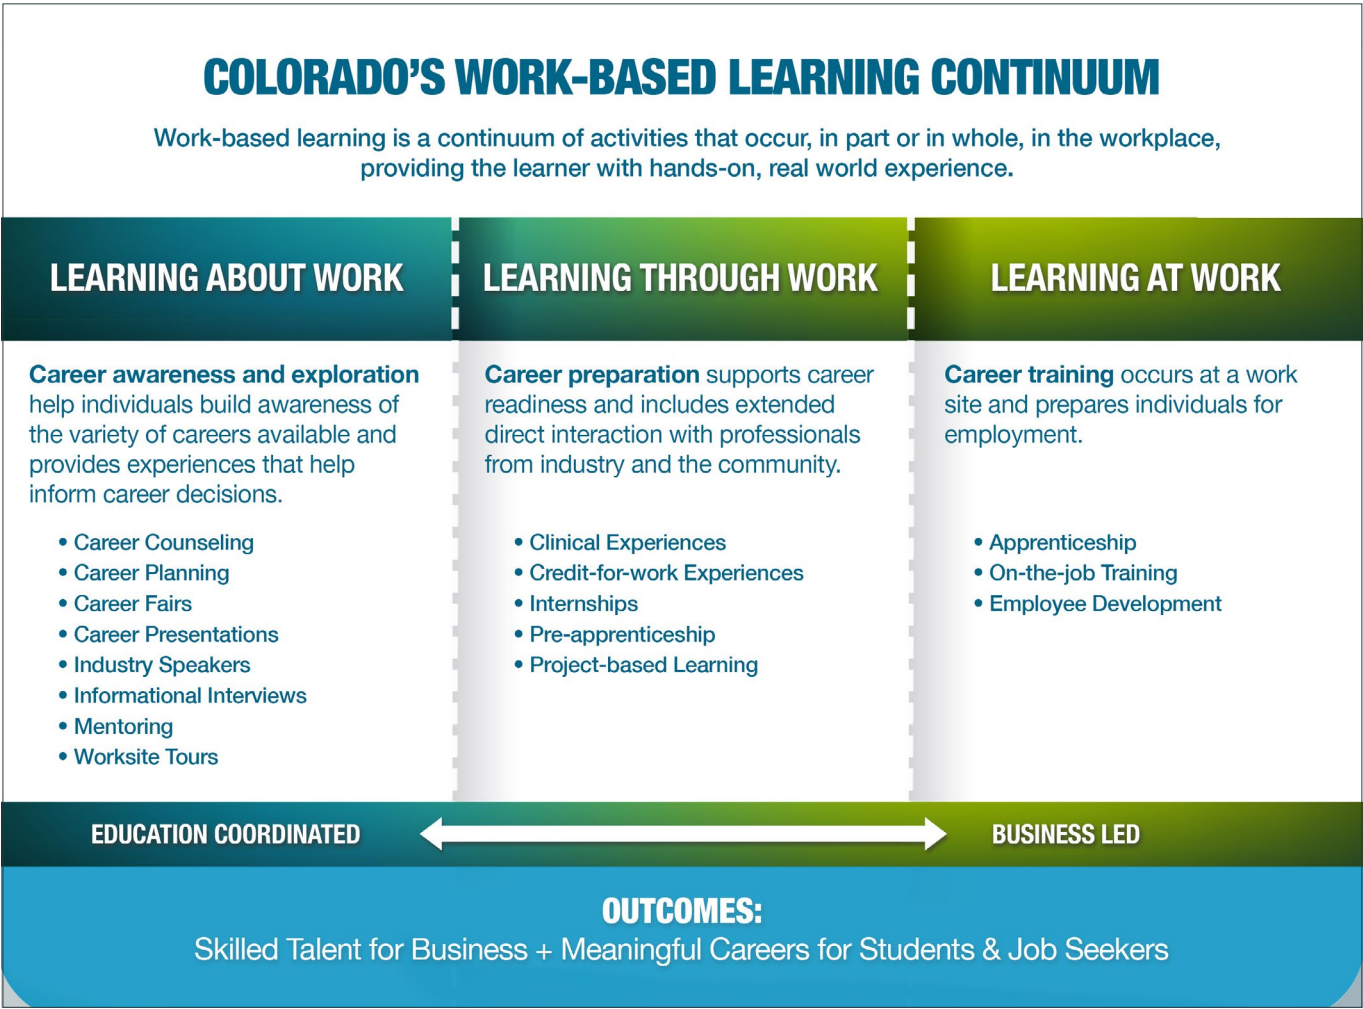 COLORADO'S WORK-BASED LEARNING CONTINUUM
Work-based learning is a continuum of activities that occur, in part or in whole, in the workplace,
providing the learner with hands-on, real world experience.
LEARNING ABOUT WORK
Career awareness and exploration
help individuals build awareness of
the variety of careers available and
provides experiences that help
inform career decisions.
• Career Counseling
• Career Planning
• Career Fairs
• Career Presentations
• Industry Speakers
• Informational Interviews
• Mentoring
• Worksite Tours
LEARNING THROUGH WORK
Career preparation supports career
readiness and includes extended
direct interaction with professionals
from industry and the community.
• Clinical Experiences
• Credit-for-work Experiences
• Internships
• Pre-apprenticeship
• Project-based Learning
LEARNING AT WORK
Career training occurs at a work
site and prepares individuals for
employment.
• Apprenticeship
• On-the-job Training
• Employee Development
EDUCATION COORDINATED
BUSINESS LED
OUTCOMES:
Skilled Talent for Business + Meaningful Careers for Students & Job Seekers